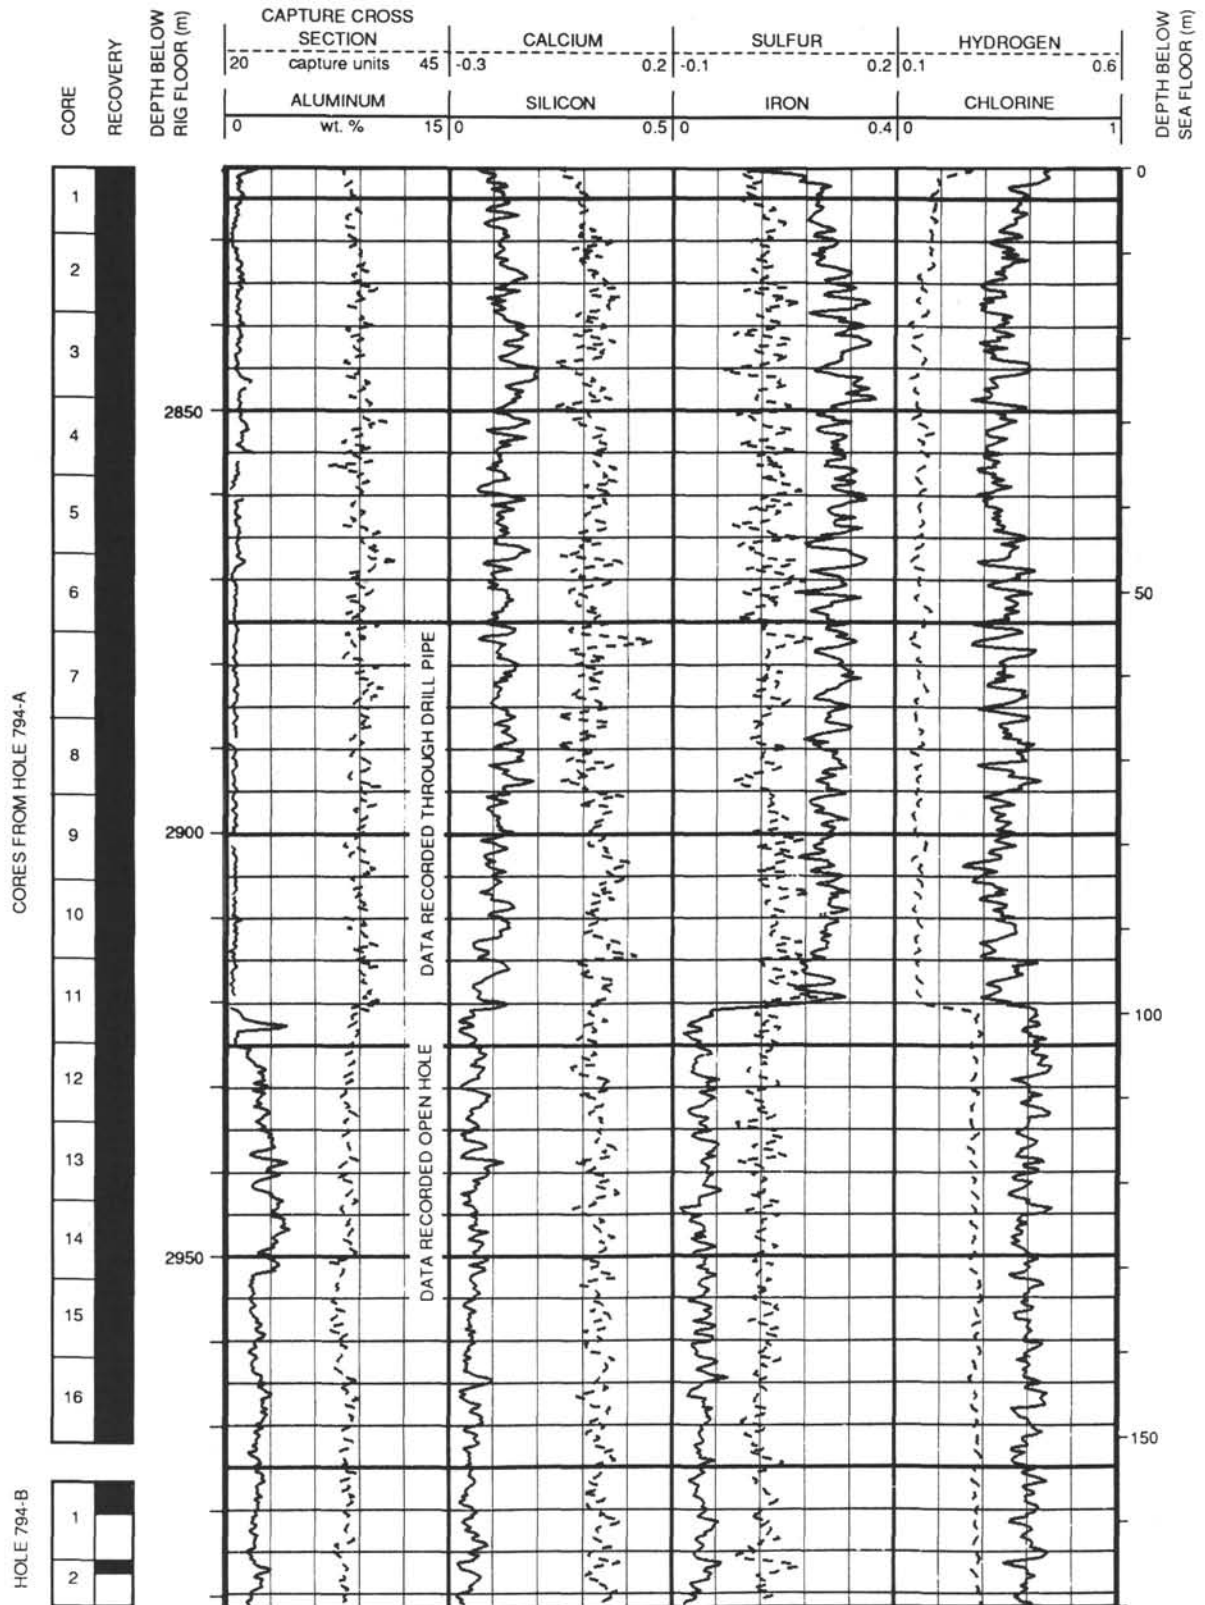 CORE
RECOVERY
DEPTH BELOW
RIG FLOOR (m)
CAPTURE CROSS
SECTION
20 capture units 45
ALUMINUM
0 wt. % 15
CALCIUM
-0.3 0.2
SILICON
0 0.5
SULFUR
-0.1 0.2
IRON
0 0.4
HYDROGEN
0.1 0.6
CHLORINE
0 1
DEPTH BELOW
SEA FLOOR (m)
CORES FROM HOLE 794-A
1
2
3
4
5
6
7
8
9
10
11
12
13
14
15
16
HOLE 794-B
1
2
2850
2900
2950
DATA RECORDED THROUGH DRILL PIPE
DATA RECORDED OPEN HOLE
0
50
100
150